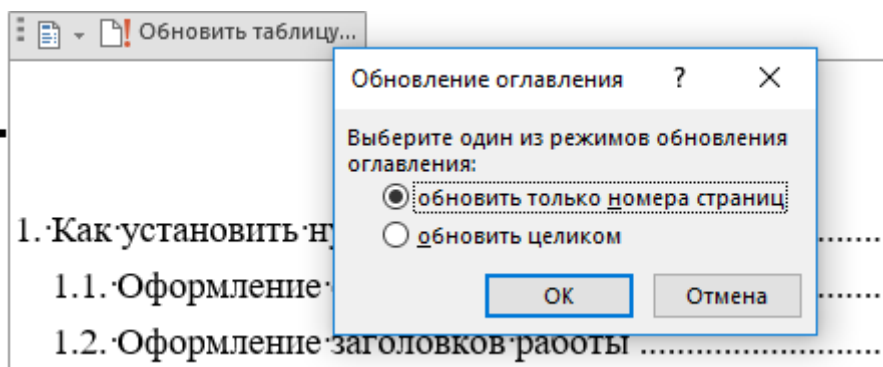 Обновить таблицу...
Обновление оглавления ? ×
Выберите один из режимов обновления
оглавления:
обновить только номера страниц
обновить целиком
ОК Отмена
1.·Как·установить·
1.1.·Оформление·
1.2.·Оформление·заголовков·работы ........................